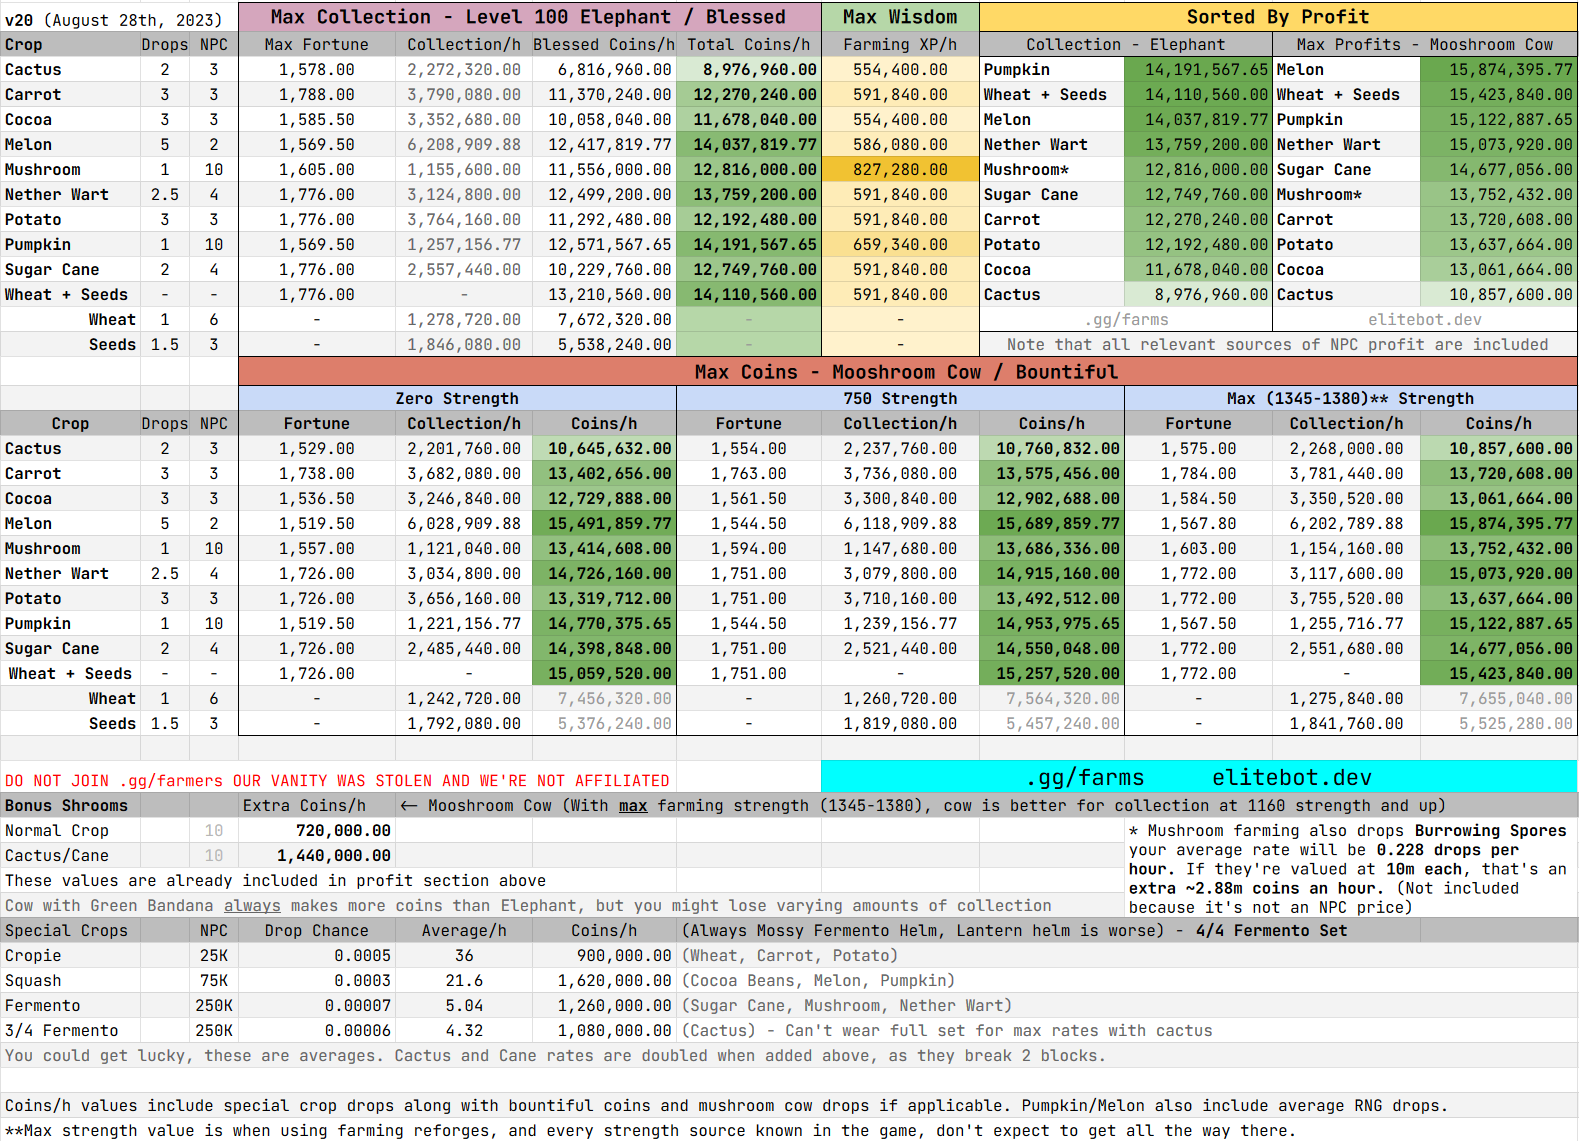 v20 (August 28th, 2023) Max Collection - Level 100 Elephant / Blessed Max Wisdom Sorted By Profit
Crop Drops NPC Max Fortune Collection/h Blessed Coins/h Total Coins/h Farming XP/h Collection - Elephant Max Profits - Mooshroom Cow
Cactus 2 3 1,578.00 2,272,320.00 6,816,960.00 8,976,960.00 554,400.00 Pumpkin 14,191,567.65 Melon 15,874,395.77
Carrot 3 3 1,788.00 3,790,080.00 11,370,240.00 12,270,240.00 591,840.00 Wheat + Seeds 14,110,560.00 Wheat + Seeds 15,423,840.00
Cocoa 3 3 1,585.50 3,352,680.00 10,058,040.00 11,678,040.00 554,400.00 Melon 14,037,819.77 Pumpkin 15,122,887.65
Melon 5 2 1,569.50 6,208,909.88 12,417,819.77 14,037,819.77 586,080.00 Nether Wart 13,759,200.00 Nether Wart 15,073,920.00
Mushroom 1 10 1,605.00 1,155,600.00 11,556,000.00 12,816,000.00 827,280.00 Mushroom* 12,816,000.00 Sugar Cane 14,677,056.00
Nether Wart 2.5 4 1,776.00 3,124,800.00 12,499,200.00 13,759,200.00 591,840.00 Sugar Cane 12,749,760.00 Mushroom* 13,752,432.00
Potato 3 3 1,776.00 3,764,160.00 11,292,480.00 12,192,480.00 591,840.00 Carrot 12,270,240.00 Carrot 13,720,608.00
Pumpkin 1 10 1,569.50 1,257,156.77 12,571,567.65 14,191,567.65 659,340.00 Potato 12,192,480.00 Potato 13,637,664.00
Sugar Cane 2 4 1,776.00 2,557,440.00 10,229,760.00 12,749,760.00 591,840.00 Cocoa 11,678,040.00 Cocoa 13,061,664.00
Wheat + Seeds - - 1,776.00 - 13,210,560.00 14,110,560.00 591,840.00 Cactus 8,976,960.00 Cactus 10,857,600.00
Wheat 1 6 - 1,278,720.00 7,672,320.00 - - .gg/farms elitebot.dev
Seeds 1.5 3 - 1,846,080.00 5,538,240.00 - - Note that all relevant sources of NPC profit are included
Max Coins - Mooshroom Cow / Bountiful
Zero Strength 750 Strength Max (1345-1380)** Strength
Crop Drops NPC Fortune Collection/h Coins/h Fortune Collection/h Coins/h Fortune Collection/h Coins/h
Cactus 2 3 1,529.00 2,201,760.00 10,645,632.00 1,554.00 2,237,760.00 10,760,832.00 1,575.00 2,268,000.00 10,857,600.00
Carrot 3 3 1,738.00 3,682,080.00 13,402,656.00 1,763.00 3,736,080.00 13,575,456.00 1,784.00 3,781,440.00 13,720,608.00
Cocoa 3 3 1,536.50 3,246,840.00 12,729,888.00 1,561.50 3,300,840.00 12,902,688.00 1,584.50 3,350,520.00 13,061,664.00
Melon 5 2 1,519.50 6,028,909.88 15,491,859.77 1,544.50 6,118,909.88 15,689,859.77 1,567.80 6,202,789.88 15,874,395.77
Mushroom 1 10 1,557.00 1,121,040.00 13,414,608.00 1,594.00 1,147,680.00 13,686,336.00 1,603.00 1,154,160.00 13,752,432.00
Nether Wart 2.5 4 1,726.00 3,034,800.00 14,726,160.00 1,751.00 3,079,800.00 14,915,160.00 1,772.00 3,117,600.00 15,073,920.00
Potato 3 3 1,726.00 3,656,160.00 13,319,712.00 1,751.00 3,710,160.00 13,492,512.00 1,772.00 3,755,520.00 13,637,664.00
Pumpkin 1 10 1,519.50 1,221,156.77 14,770,375.65 1,544.50 1,239,156.77 14,953,975.65 1,567.50 1,255,716.77 15,122,887.65
Sugar Cane 2 4 1,726.00 2,485,440.00 14,398,848.00 1,751.00 2,521,440.00 14,550,048.00 1,772.00 2,551,680.00 14,677,056.00
Wheat + Seeds - - 1,726.00 - 15,059,520.00 1,751.00 - 15,257,520.00 1,772.00 - 15,423,840.00
Wheat 1 6 - 1,242,720.00 7,456,320.00 - 1,260,720.00 7,564,320.00 - 1,275,840.00 7,655,040.00
Seeds 1.5 3 - 1,792,080.00 5,376,240.00 - 1,819,080.00 5,457,240.00 - 1,841,760.00 5,525,280.00
DO NOT JOIN .gg/farmers OUR VANITY WAS STOLEN AND WE'RE NOT AFFILIATED .gg/farms elitebot.dev
Bonus Shrooms Extra Coins/h <— Mooshroom Cow (With max farming strength (1345-1380), cow is better for collection at 1160 strength and up)
Normal Crop 10 720,000.00
Cactus/Cane 10 1,440,000.00
These values are already included in profit section above
Cow with Green Bandana always makes more coins than Elephant, but you might lose varying amounts of collection
* Mushroom farming also drops Burrowing Spores
your average rate will be 0.228 drops per
hour. If they're valued at 10m each, that's an
extra ~2.88m coins an hour. (Not included
because it's not an NPC price)
Special Crops NPC Drop Chance Average/h Coins/h (Always Mossy Fermento Helm, Lantern helm is worse) - 4/4 Fermento Set
Cropie 25K 0.0005 36 900,000.00 (Wheat, Carrot, Potato)
Squash 75K 0.0003 21.6 1,620,000.00 (Cocoa Beans, Melon, Pumpkin)
Fermento 250K 0.00007 5.04 1,260,000.00 (Sugar Cane, Mushroom, Nether Wart)
3/4 Fermento 250K 0.00006 4.32 1,080,000.00 (Cactus) - Can't wear full set for max rates with cactus
You could get lucky, these are averages. Cactus and Cane rates are doubled when added above, as they break 2 blocks.
Coins/h values include special crop drops along with bountiful coins and mushroom cow drops if applicable. Pumpkin/Melon also include average RNG drops.
**Max strength value is when using farming reforges, and every strength source known in the game, don't expect to get all the way there.